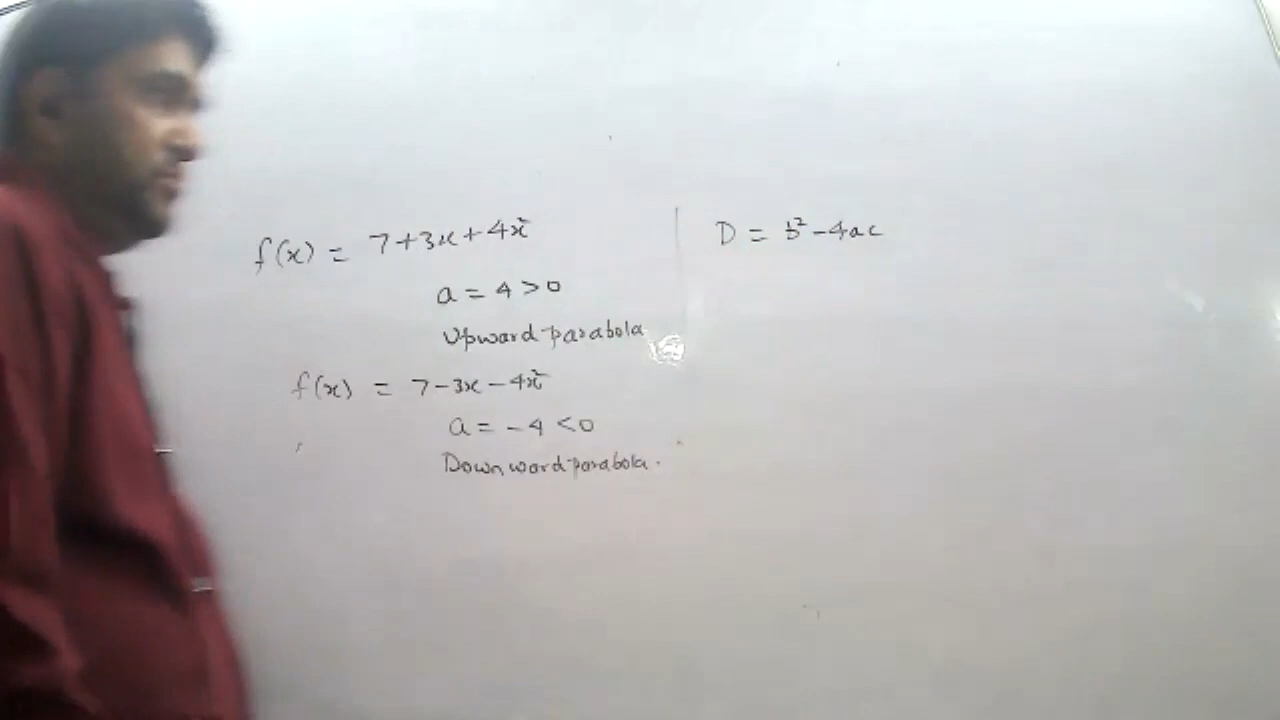 f(x) = 7+3x+4x²
a = 4 > 0
Upward parabola
f(x) = 7-3x-4x²
a = -4 < 0
Downward parabola.
D = b²-4ac